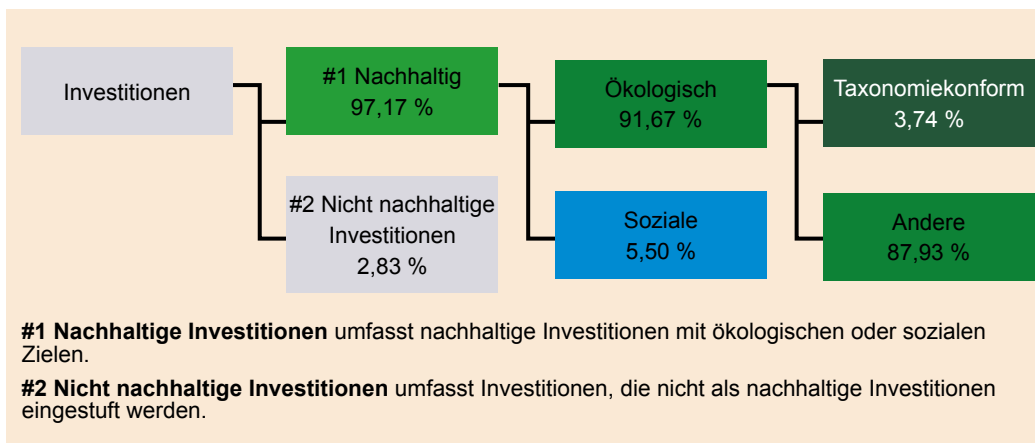 Investitionen
#1 Nachhaltig
97,17 %
Ökologisch
91,67 %
Taxonomiekonform
3,74 %
#2 Nicht nachhaltige
Investitionen
2,83 %
Soziale
5,50 %
Andere
87,93 %
#1 Nachhaltige Investitionen umfasst nachhaltige Investitionen mit ökologischen oder sozialen
Zielen.
#2 Nicht nachhaltige Investitionen umfasst Investitionen, die nicht als nachhaltige Investitionen
eingestuft werden.